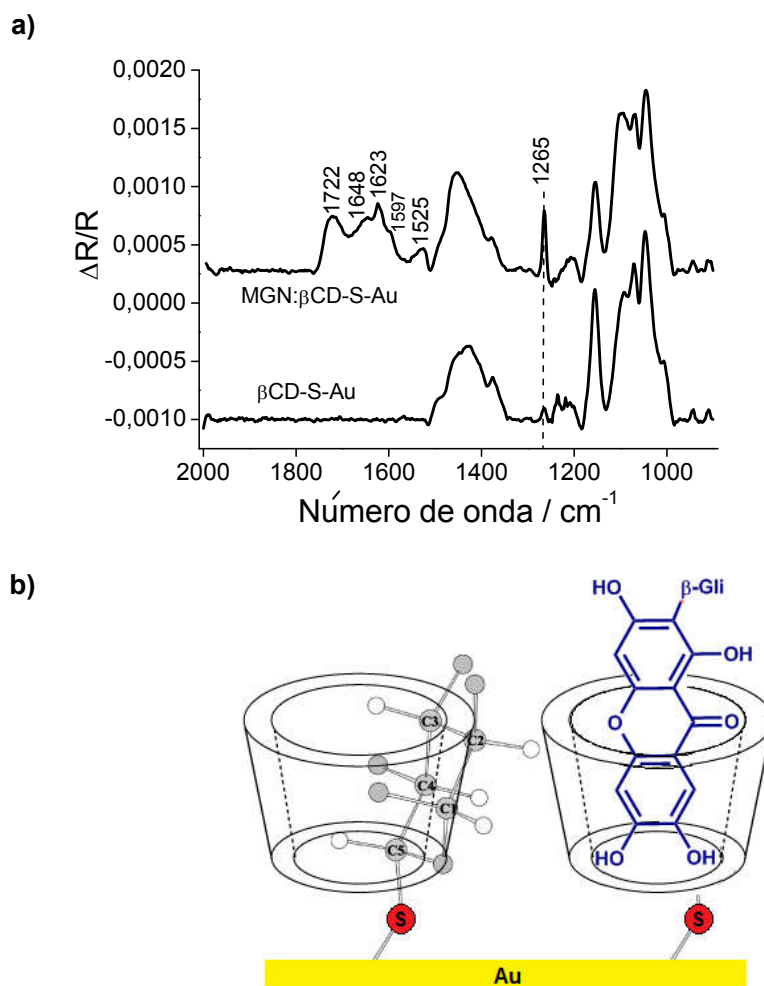 a)
0,0020
0,0015
0,0010
0,0005
0,0000
-0,0005
-0,0010
ΔR/R
1722
1648
1623
1597
1525
1265
MGN:βCD-S-Au
βCD-S-Au
2000 1800 1600 1400 1200 1000
Número de onda / cm⁻¹
b)
HO β-Gli
OH
O O
HO OH
C3
C2
C4
C1
C5
S S
Au